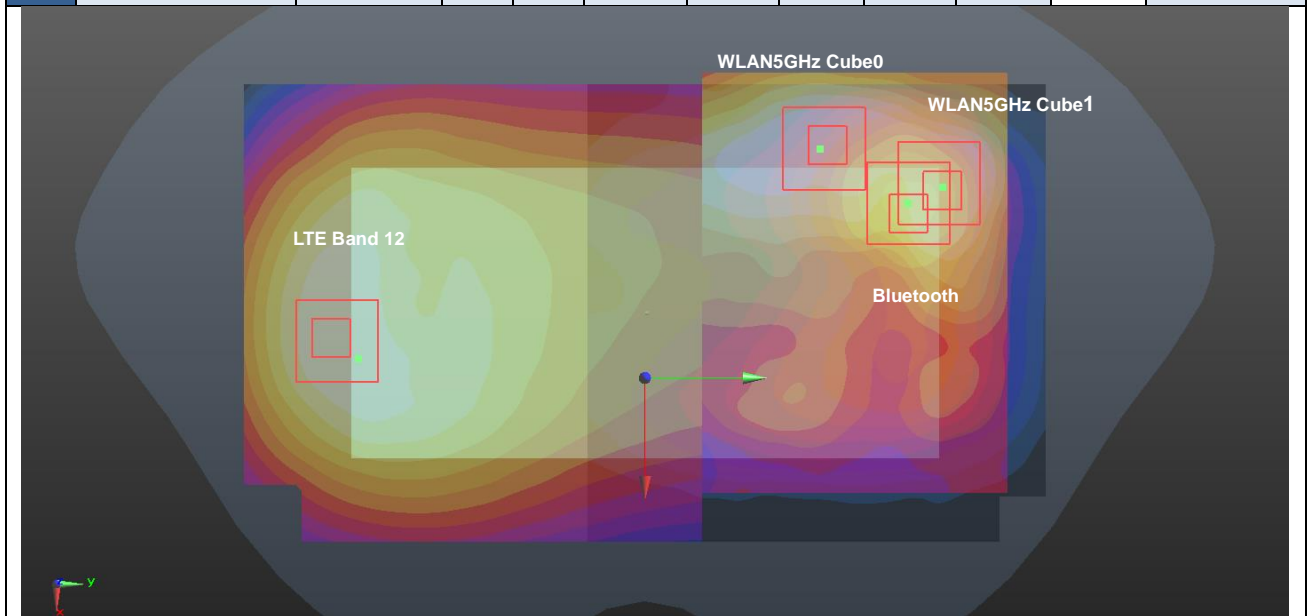 WLAN5GHz Cube0
WLAN5GHz Cube1
LTE Band 12
Bluetooth
y
x